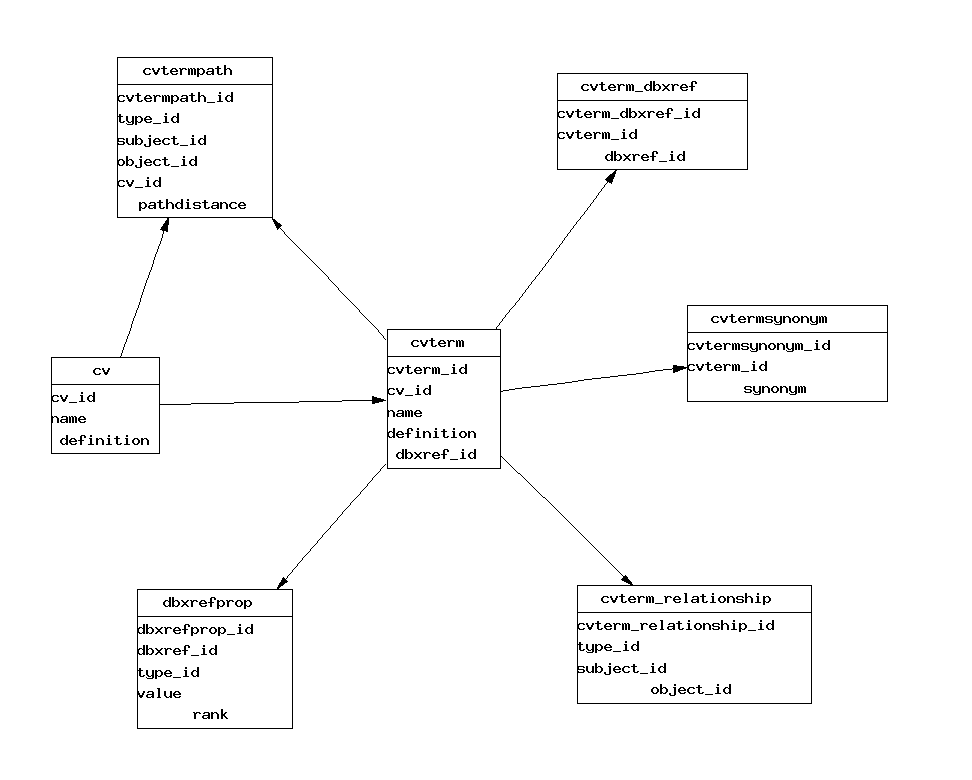 cvtermpath
cvtermpath_id
type_id
subject_id
object_id
cv_id
pathdistance
cvterm_dbxref
cvterm_dbxref_id
cvterm_id
dbxref_id
cvtermsynonym
cvtermsynonym_id
cvterm_id
synonym
cvterm
cvterm_id
cv_id
name
definition
dbxref_id
cv
cv_id
name
definition
dbxrefprop
dbxrefprop_id
dbxref_id
type_id
value
rank
cvterm_relationship
cvterm_relationship_id
type_id
subject_id
object_id